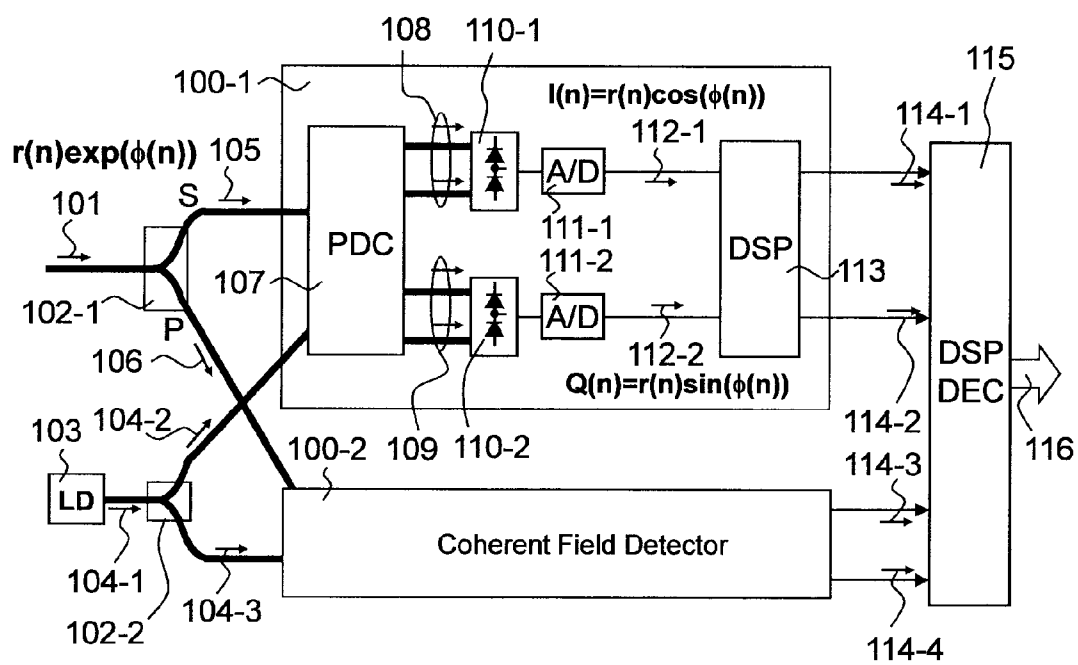 108
110-1
115
100-1
I(n)=r(n)cos(ϕ(n))
114-1
r(n)exp(ϕ(n))
105
112-1
101
S
A/D
111-1
PDC
DSP
107
111-2
113
102-1
P
A/D
106
112-2
DSP
DEC
Q(n)=r(n)sin(ϕ(n))
104-2
109
110-2
114-2
116
103
100-2
114-3
LD
Coherent Field Detector
104-1
104-3
102-2
114-4